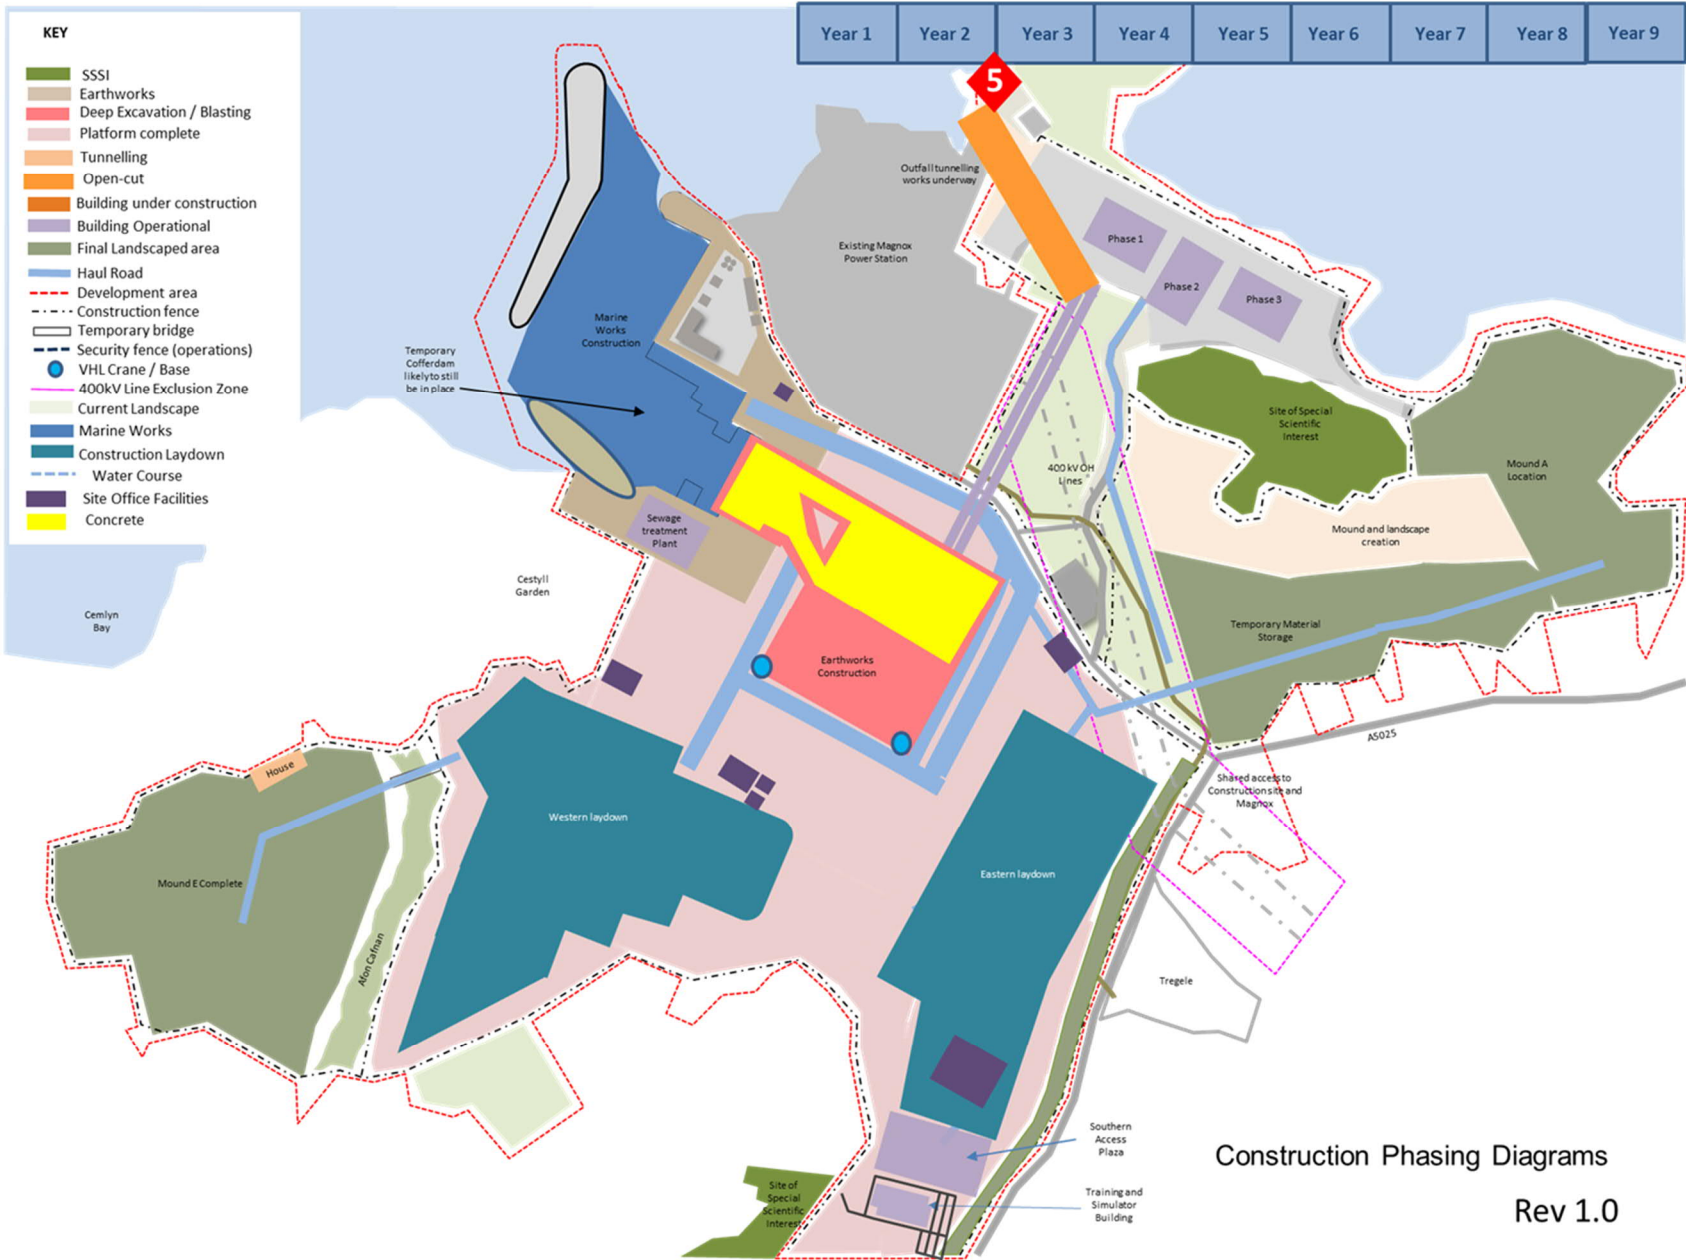 Year 1
Year 2
Year 3
Year 4
Year 5
Year 6
Year 7
Year 8
Year 9
5
KEY
SSSI
Earthworks
Deep Excavation / Blasting
Platform complete
Tunnelling
Open-cut
Building under construction
Building Operational
Final Landscaped area
Haul Road
Development area
Construction fence
Temporary bridge
Security fence (operations)
VHL Crane / Base
400kV Line Exclusion Zone
Current Landscape
Marine Works
Construction Laydown
Water Course
Site Office Facilities
Concrete
Outfall tunnelling
works underway
Existing Magnox
Power Station
Phase 1
Phase 2
Phase 3
Marine
Works
Construction
Temporary
Cofferdam
likely to still
be in place
Site of Special
Scientific
Interest
400 kV OH
Lines
Mound A
Location
Mound and landscape
creation
Sewage
treatment
Plant
Cestyll
Garden
Cemlyn
Bay
Temporary Material
Storage
Earthworks
Construction
A5025
House
Shared access to
Construction site and
Magnox
Western laydown
Eastern laydown
Mound E Complete
Afon Cafnan
Tregele
Southern
Access
Plaza
Training and
Simulator
Building
Site of
Special
Scientific
Interest
Construction Phasing Diagrams
Rev 1.0